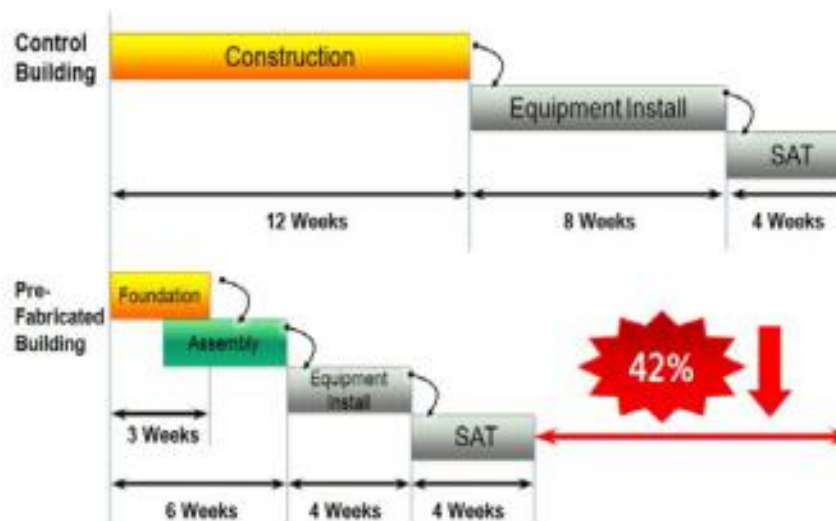 Control
Building
Construction
Equipment Install
SAT
12 Weeks
8 Weeks
4 Weeks
Pre-
Fabricated
Building
Foundation
Assembly
Equipment
Install
SAT
42%
3 Weeks
6 Weeks
4 Weeks
4 Weeks